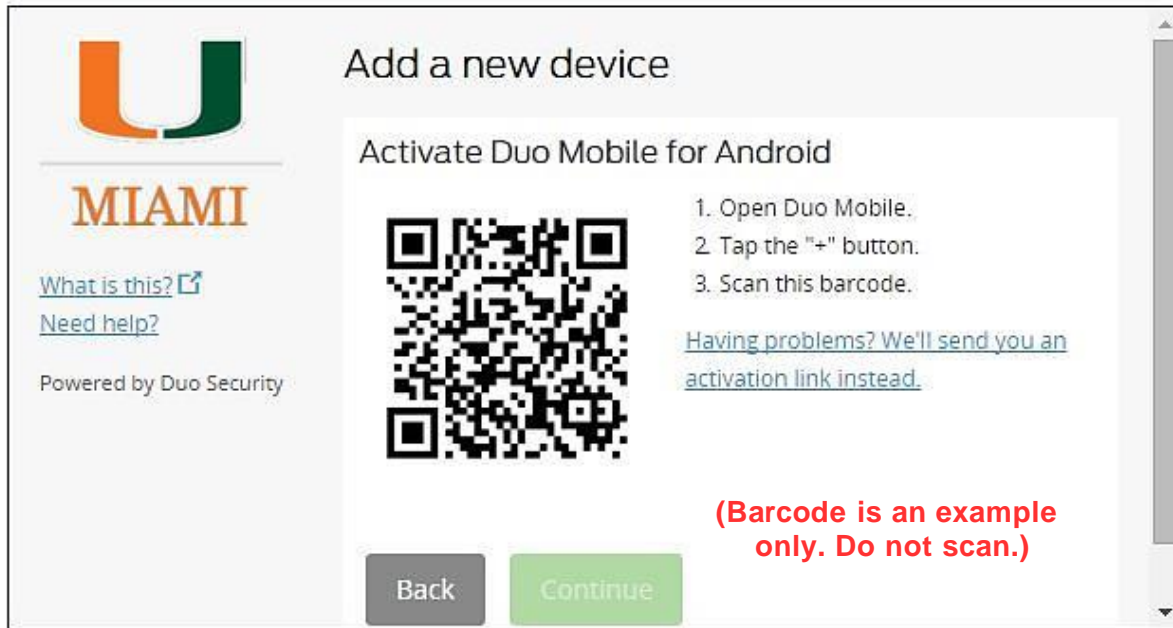 MIAMI
What is this?
Need help?
Powered by Duo Security
Add a new device
Activate Duo Mobile for Android
1. Open Duo Mobile.
2. Tap the "+" button.
3. Scan this barcode.
Having problems? We'll send you an
activation link instead.
(Barcode is an example
only. Do not scan.)
Back
Continue